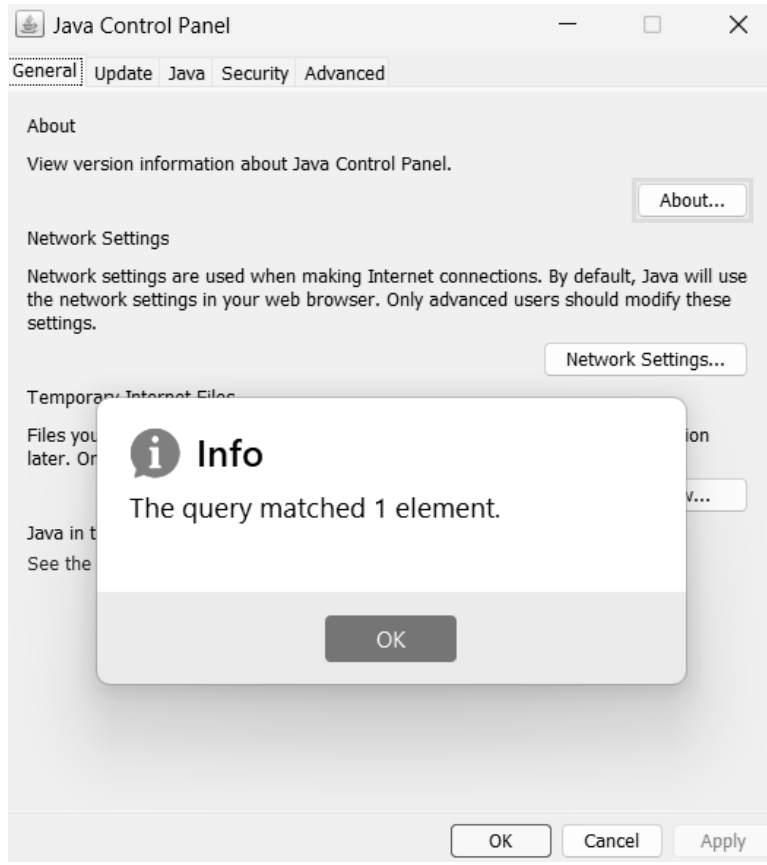 Java Control Panel
General Update Java Security Advanced
About
View version information about Java Control Panel.
About...
Network Settings
Network settings are used when making Internet connections. By default, Java will use
the network settings in your web browser. Only advanced users should modify these
settings.
Network Settings...
Temporary Internet Files
Files you
later. Or
Java in t
See the
Info
The query matched 1 element.
OK
OK Cancel Apply